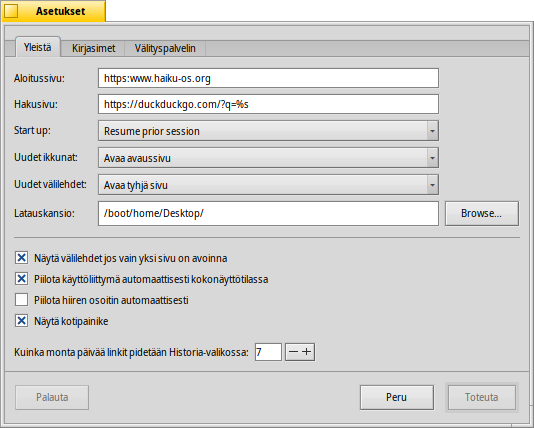 Asetukset
Yleistä Kirjasimet Välityspalvelin
Aloitussivu: https:www.haiku-os.org
Hakusivu: https://duckduckgo.com/?q=%s
Start up: Resume prior session
Uudet ikkunat: Avaa avaussivu
Uudet välilehdet: Avaa tyhjä sivu
Latauskansio: /boot/home/Desktop/ Browse...
Näytä välilehdet jos vain yksi sivu on avoinna
Piilota käyttöliittymä automaattisesti kokonäyttötilassa
Piilota hiiren osoitin automaattisesti
Näytä kotipainike
Kuinka monta päivää linkit pidetään Historia-valikossa: 7
Palauta Peru Toteuta